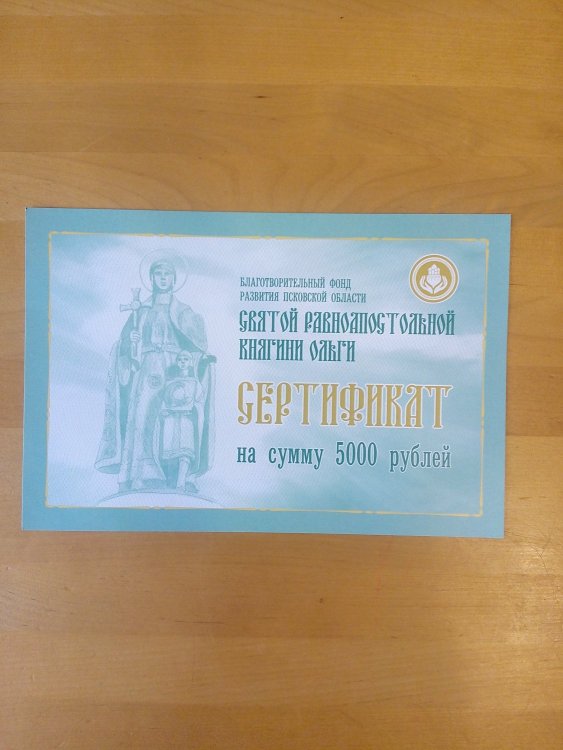 БЛАГОТВОРИТЕЛЬНЫЙ ФОНД
РАЗВИТИЯ ПСКОВСКОЙ ОБЛАСТИ
СВЯТОЙ РАВНОАПОСТОЛЬНОЙ
КНЯГИНИ ОЛЬГИ
СЕРТИФИКАТ
на сумму 5000 рублей